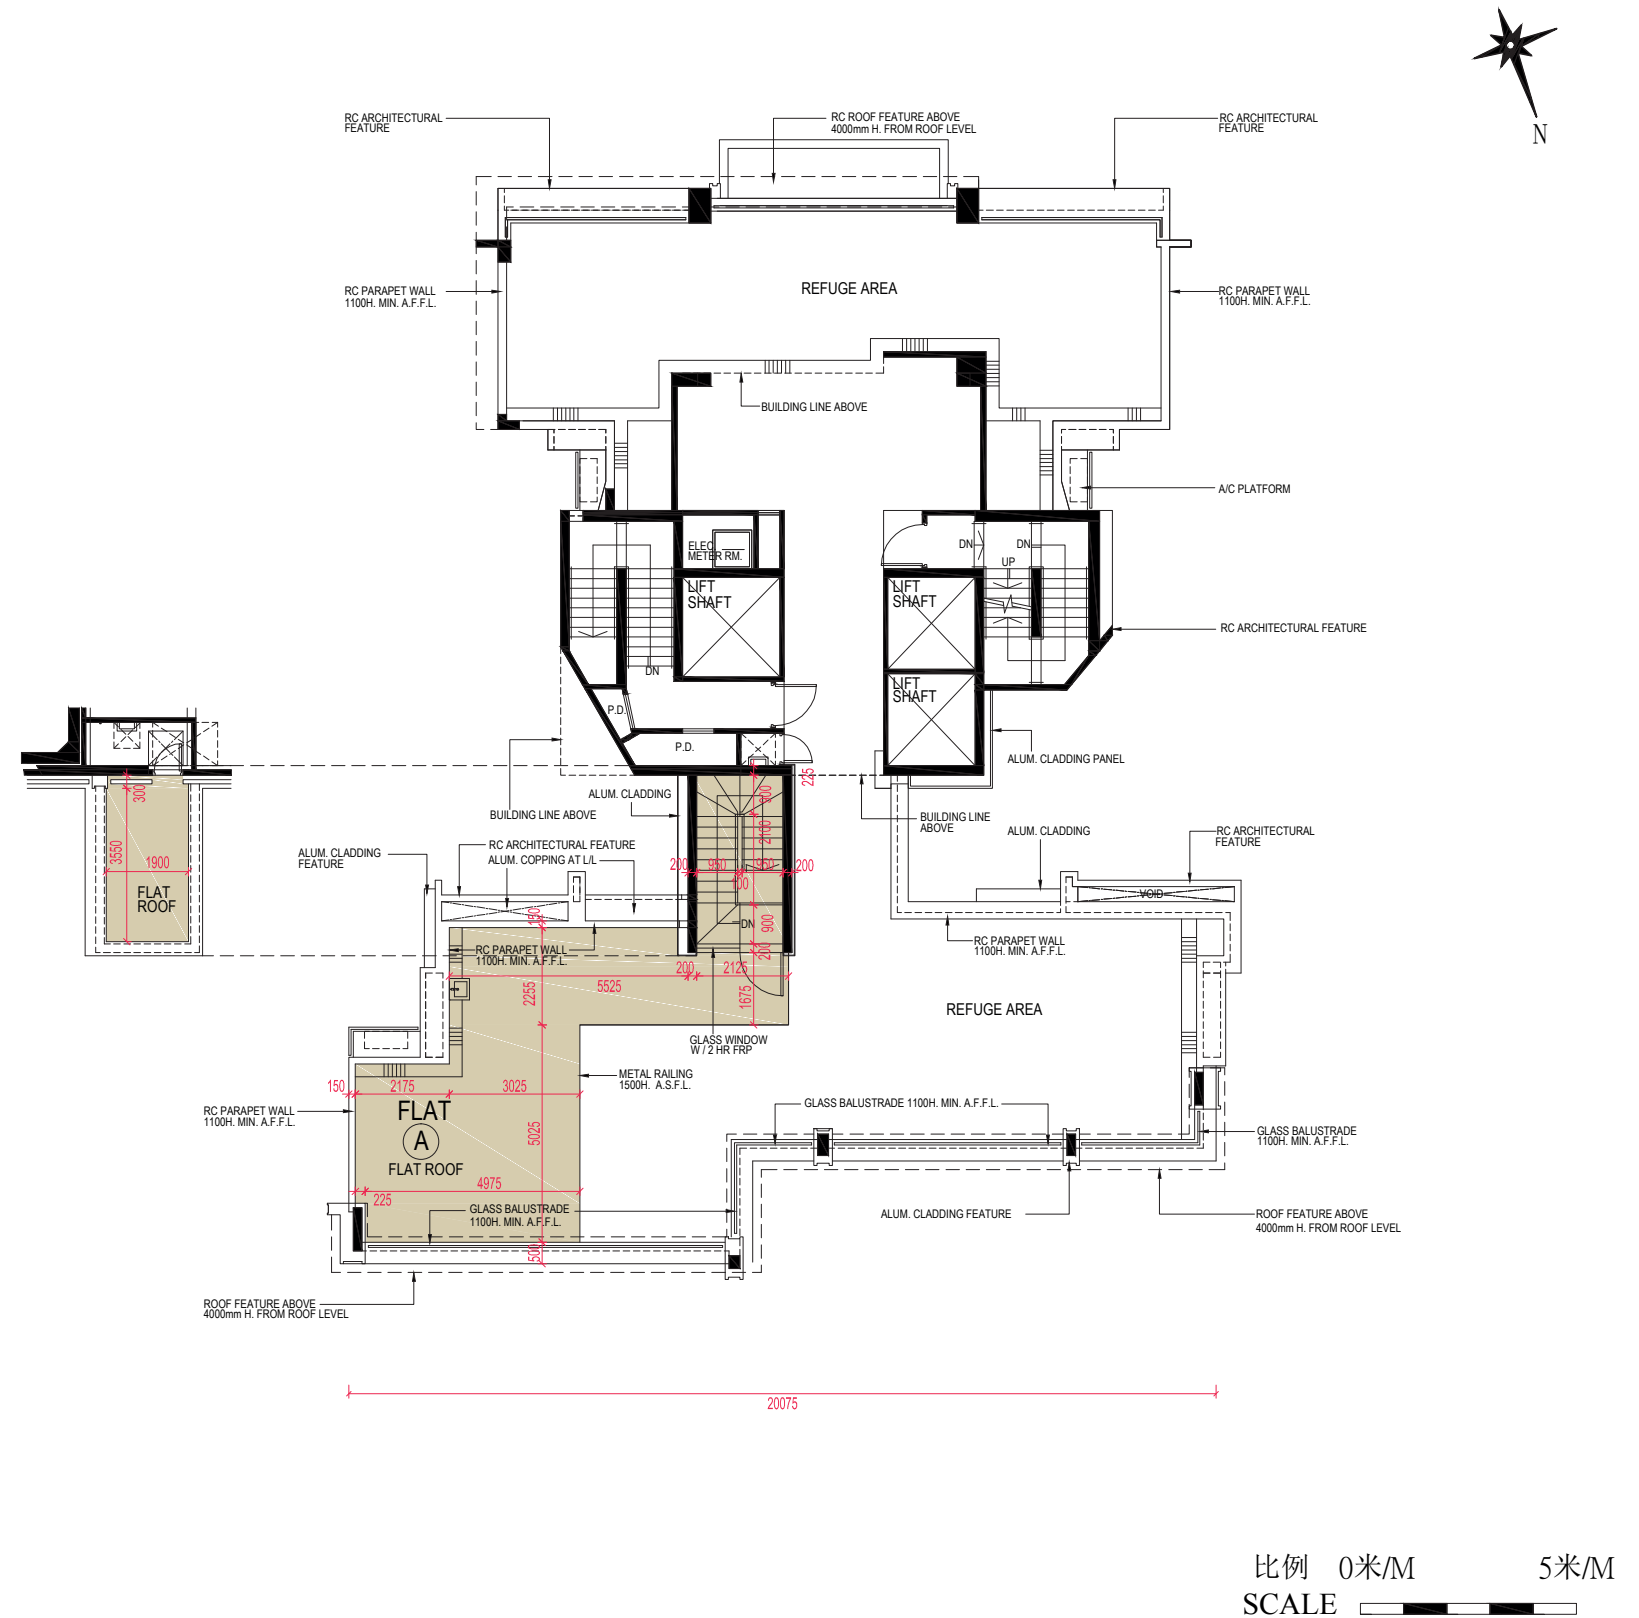 N
RC ARCHITECTURAL
FEATURE
RC ROOF FEATURE ABOVE
4000mm H. FROM ROOF LEVEL
RC ARCHITECTURAL
FEATURE
RC PARAPET WALL
1100H. MIN. A.F.F.L.
REFUGE AREA
RC PARAPET WALL
1100H. MIN. A.F.F.L.
BUILDING LINE ABOVE
A/C PLATFORM
ELEC
METER RM.
DN
DN
UP
LIFT
SHAFT
LIFT
SHAFT
RC ARCHITECTURAL FEATURE
DN
LIFT
SHAFT
P.D.
P.D.
ALUM. CLADDING PANEL
225
300
3550
1900
FLAT
ROOF
ALUM. CLADDING
BUILDING LINE ABOVE
900
2100
BUILDING LINE
ABOVE
ALUM. CLADDING
RC ARCHITECTURAL
FEATURE
ALUM. CLADDING
FEATURE
RC ARCHITECTURAL FEATURE
ALUM. COPPING AT L/L
200
950
950
200
100
VOID
150
DN
900
RC PARAPET WALL
1100H. MIN. A.F.F.L.
200
RC PARAPET WALL
1100H. MIN. A.F.F.L.
200
2125
5525
2255
1675
REFUGE AREA
GLASS WINDOW
W / 2 HR FRP
METAL RAILING
1500H. A.S.F.L.
150
2175
3025
RC PARAPET WALL
1100H. MIN. A.F.F.L.
FLAT
A
FLAT ROOF
5025
GLASS BALUSTRADE 1100H. MIN. A.F.F.L.
GLASS BALUSTRADE
1100H. MIN. A.F.F.L.
4975
225
GLASS BALUSTRADE
1100H. MIN. A.F.F.L.
500
ALUM. CLADDING FEATURE
ROOF FEATURE ABOVE
4000mm H. FROM ROOF LEVEL
ROOF FEATURE ABOVE
4000mm H. FROM ROOF LEVEL
20075
比例 0米/M 5米/M
SCALE